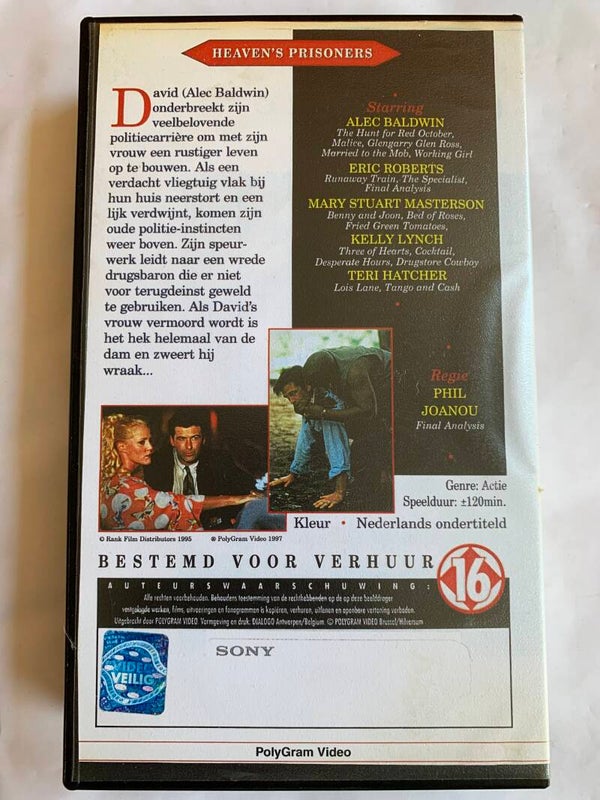 HEAVEN'S PRISONERS
David (Alec Baldwin)
onderbreekt zijn
veelbelovende
politiecarrière om met zijn
vrouw een rustiger leven
op te bouwen. Als een
verdacht vliegtuig vlak bij
hun huis neerstort en een
lijk verdwijnt, komen zijn
oude politie-instincten
weer boven. Zijn speur-
werk leidt naar een wrede
drugsbaron die er niet
voor terugdeinst geweld
te gebruiken. Als David's
vrouw vermoord wordt is
het hek helemaal van de
dam en zweert hij
wraak...
Starring
ALEC BALDWIN
The Hunt for Red October,
Malice, Glengarry Glen Ross,
Married to the Mob, Working Girl
ERIC ROBERTS
Runaway Train, The Specialist,
Final Analysis
MARY STUART MASTERSON
Benny and Joon, Bed of Roses,
Fried Green Tomatoes,
KELLY LYNCH
Three of Hearts, Cocktail,
Desperate Hours, Drugstore Cowboy
TERI HATCHER
Lois Lane, Tango and Cash
Regie
PHIL
JOANOU
Final Analysis
Genre: Actie
Speelduur: ±120min.
Kleur • Nederlands ondertiteld
© Rank Film Distributors 1995 ℗ PolyGram Video 1997
BESTEMD VOOR VERHUUR
16
AUTEURSWAARSCHUWING:
Alle rechten voorbehouden. Behoudens toestemming van de rechthebbenden op de op deze beelddrager
vastgelegde werken, films, uitvoeringen en fonogrammen is kopiëren, verhuren, uitlenen en openbare vertoning verboden.
Uitgebracht door POLYGRAM VIDEO. Vormgeving en druk: DIALOGO Antwerpen/Belgium. © POLYGRAM VIDEO Brussel/Hilversum
VIDEO
VEILIG
SONY
PolyGram Video